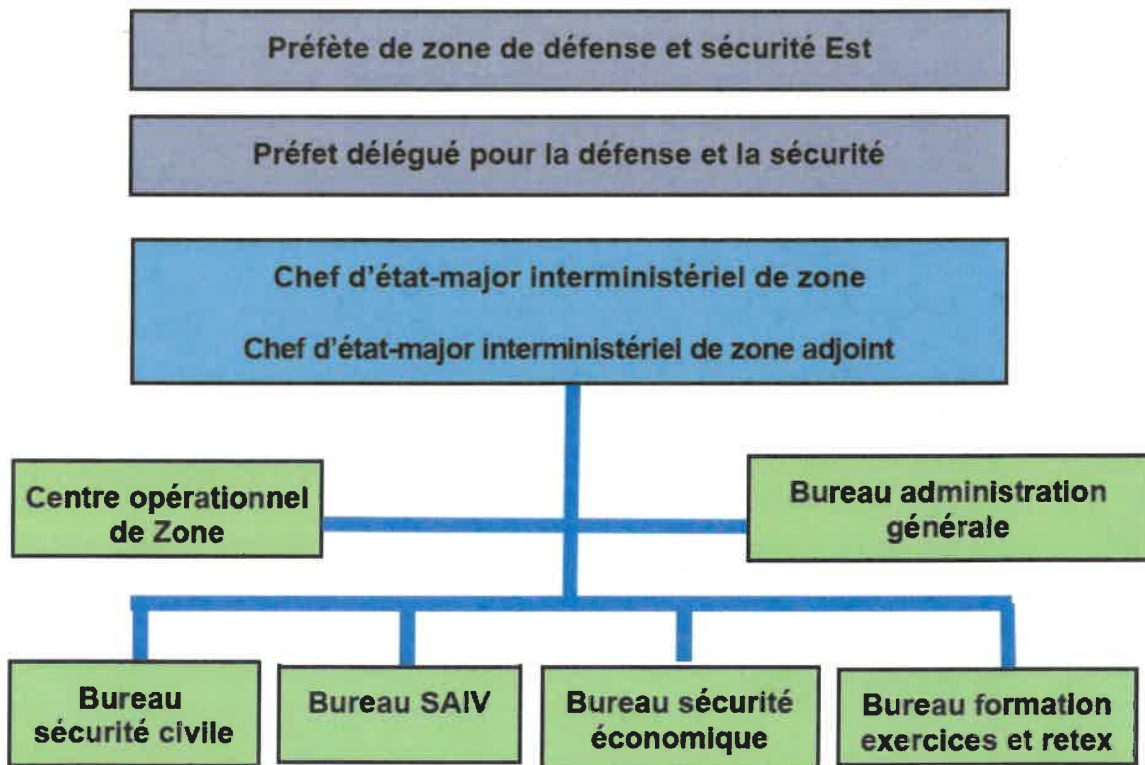 Préfète de zone de défense et sécurité Est
Préfet délégué pour la défense et la sécurité
Chef d'état-major interministériel de zone
Chef d'état-major interministériel de zone adjoint
Centre opérationnel
de Zone
Bureau administration
générale
Bureau
sécurité civile
Bureau SAIV
Bureau sécurité
économique
Bureau formation
exercices et retex